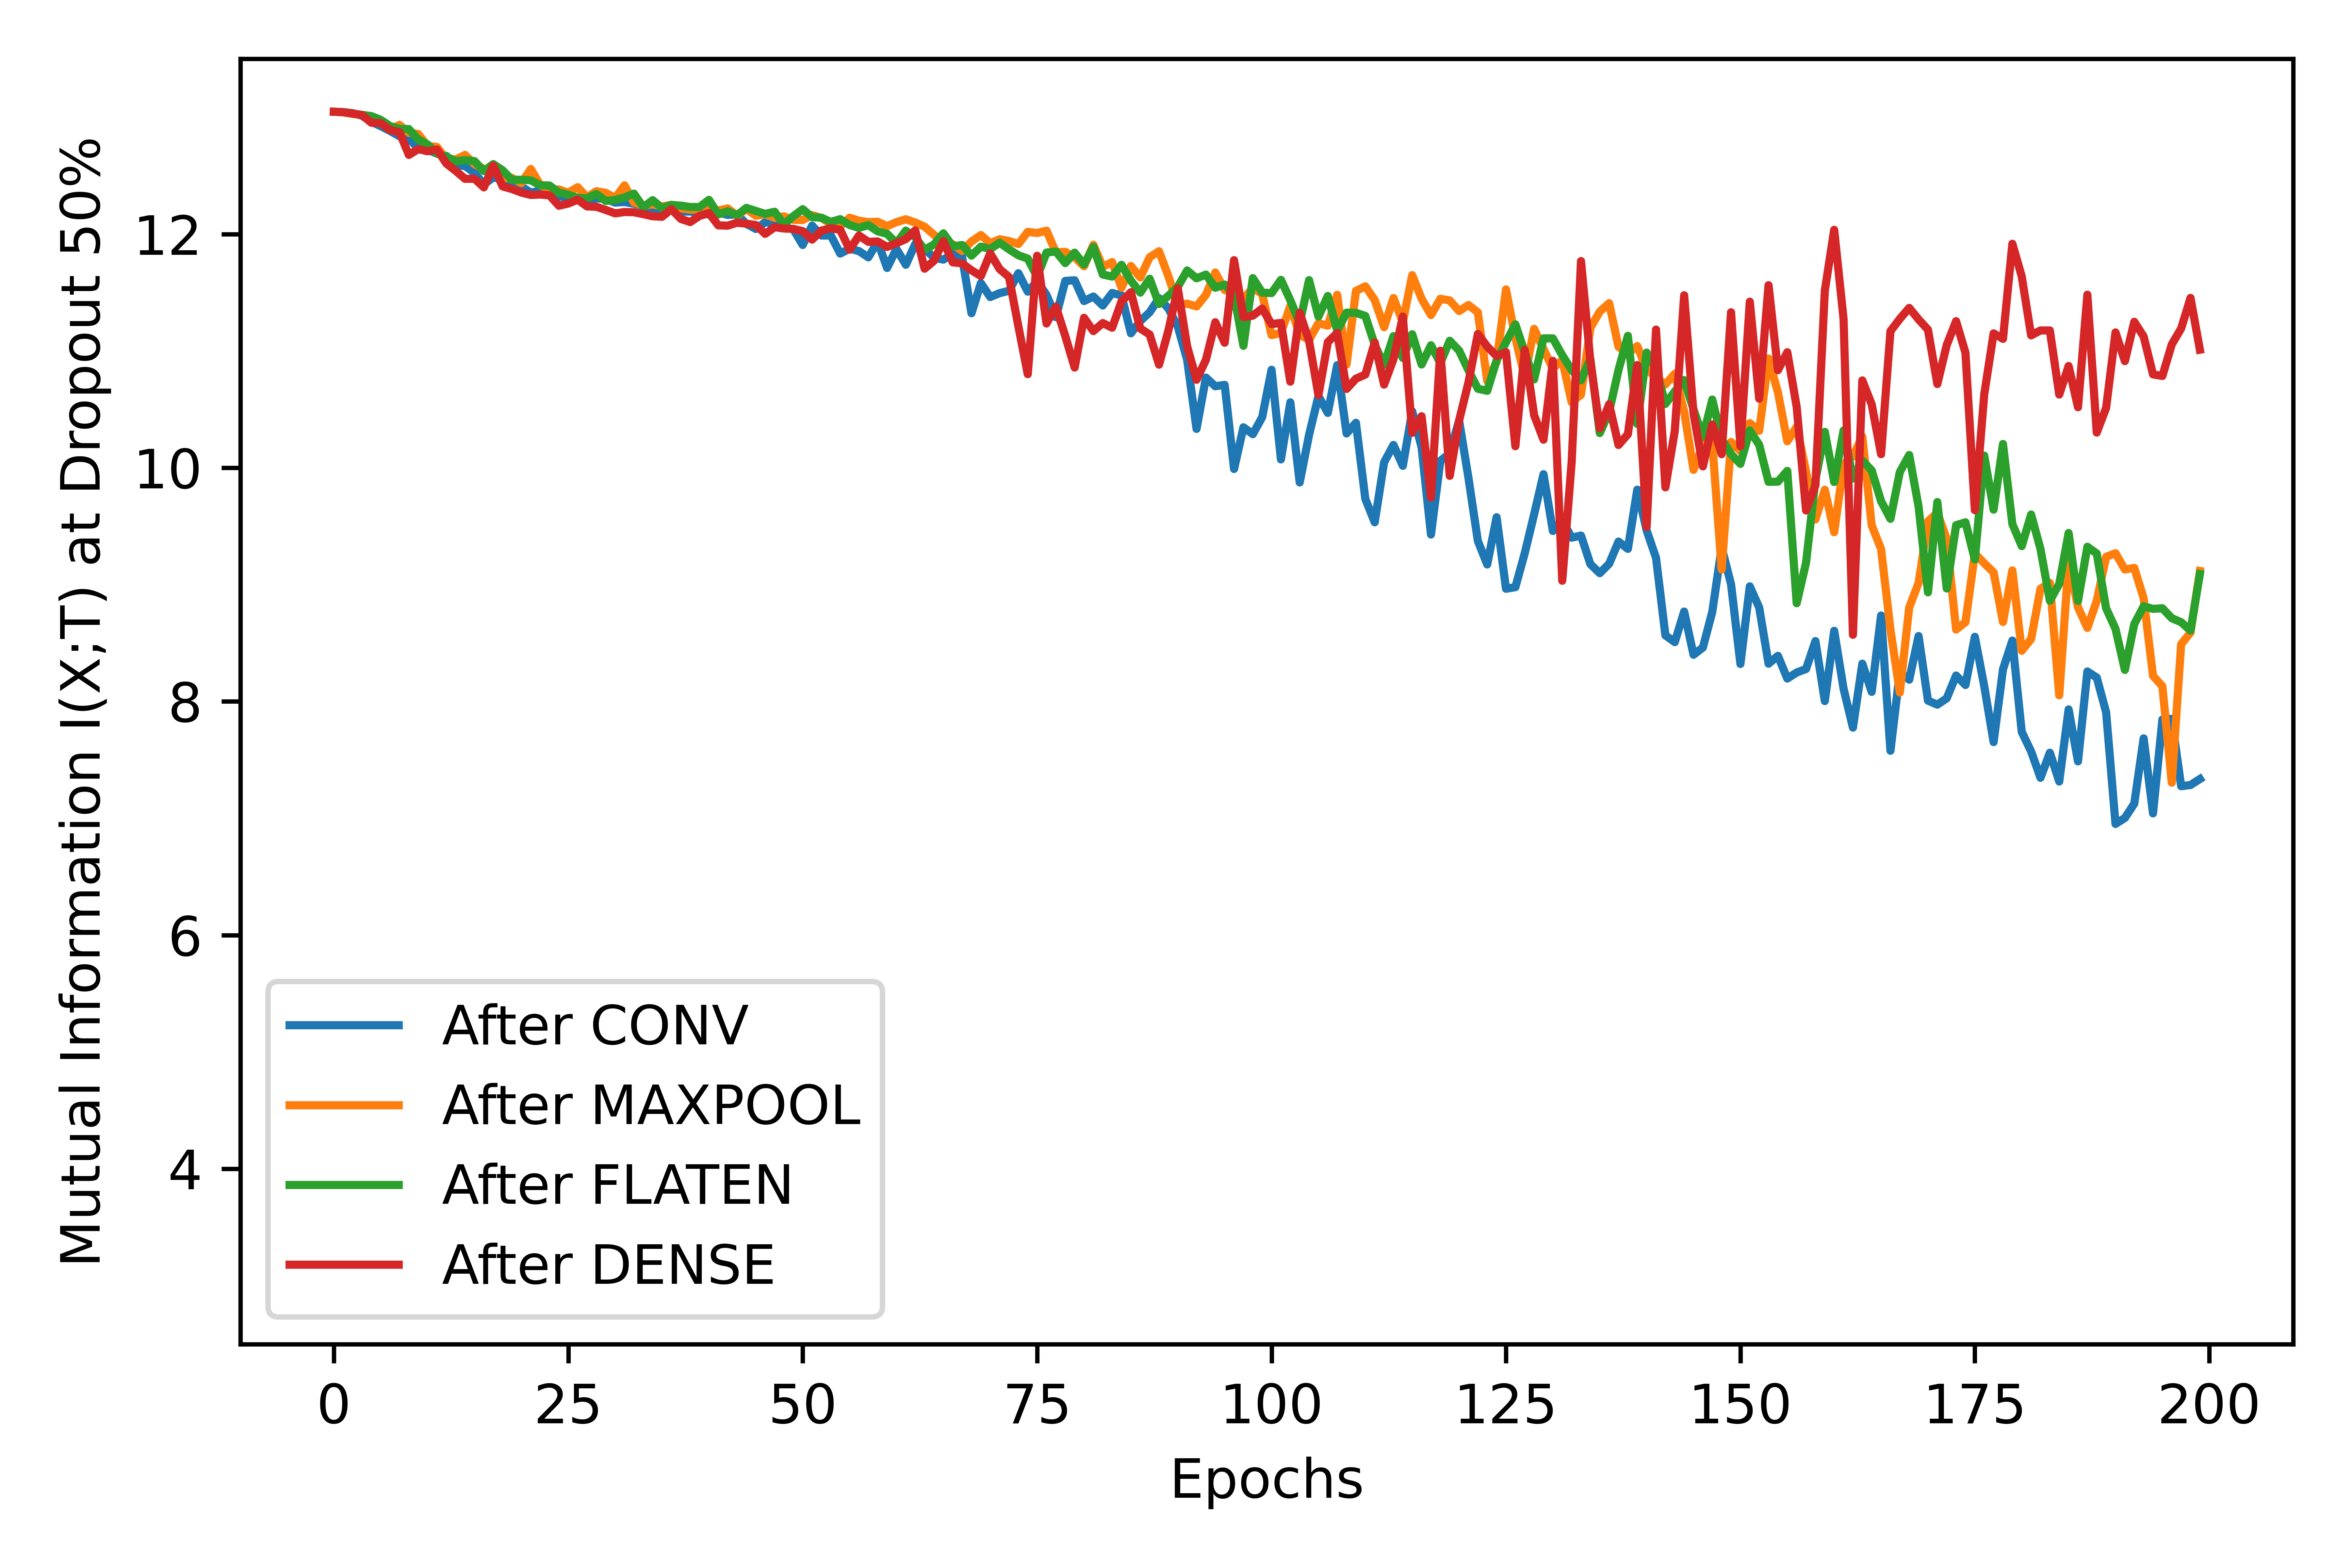 Mutual Information I(X;T) at Dropout 50%
12
10
8
6
4
After CONV
After MAXPOOL
After FLATEN
After DENSE
0 25 50 75 100 125 150 175 200
Epochs